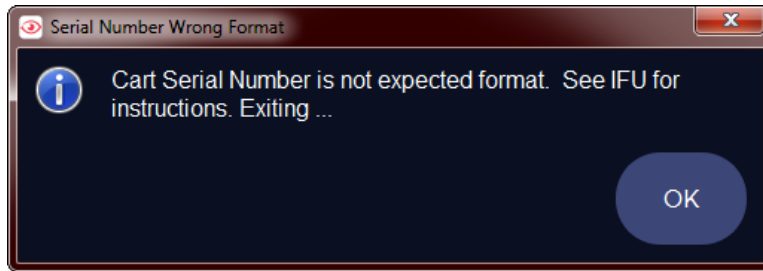 Serial Number Wrong Format
Cart Serial Number is not expected format.  See IFU for
instructions. Exiting ...
OK